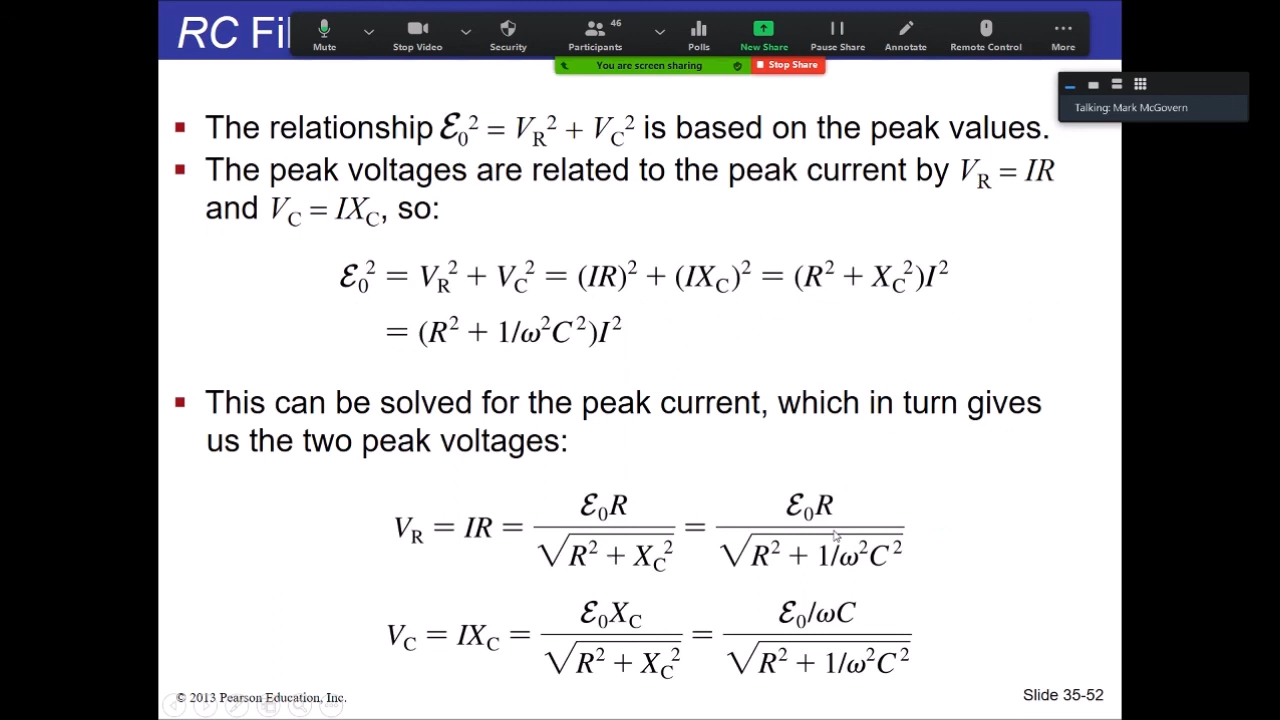 RC Fil
Mute
Stop Video
Security
Participants
46
Polls
New Share
Pause Share
Annotate
Remote Control
More
You are screen sharing
Stop Share
Talking: Mark McGovern
▪ The relationship ℰ₀² = V_R² + V_C² is based on the peak values.
▪ The peak voltages are related to the peak current by V_R = IR
and V_C = IX_C, so:
ℰ₀² = V_R² + V_C² = (IR)² + (IX_C)² = (R² + X_C²)I²
= (R² + 1/ω²C²)I²
▪ This can be solved for the peak current, which in turn gives
us the two peak voltages:
V_R = IR = ℰ₀R / √(R² + X_C²) = ℰ₀R / √(R² + 1/ω²C²)
V_C = IX_C = ℰ₀X_C / √(R² + X_C²) = ℰ₀/ωC / √(R² + 1/ω²C²)
© 2013 Pearson Education, Inc.
Slide 35-52